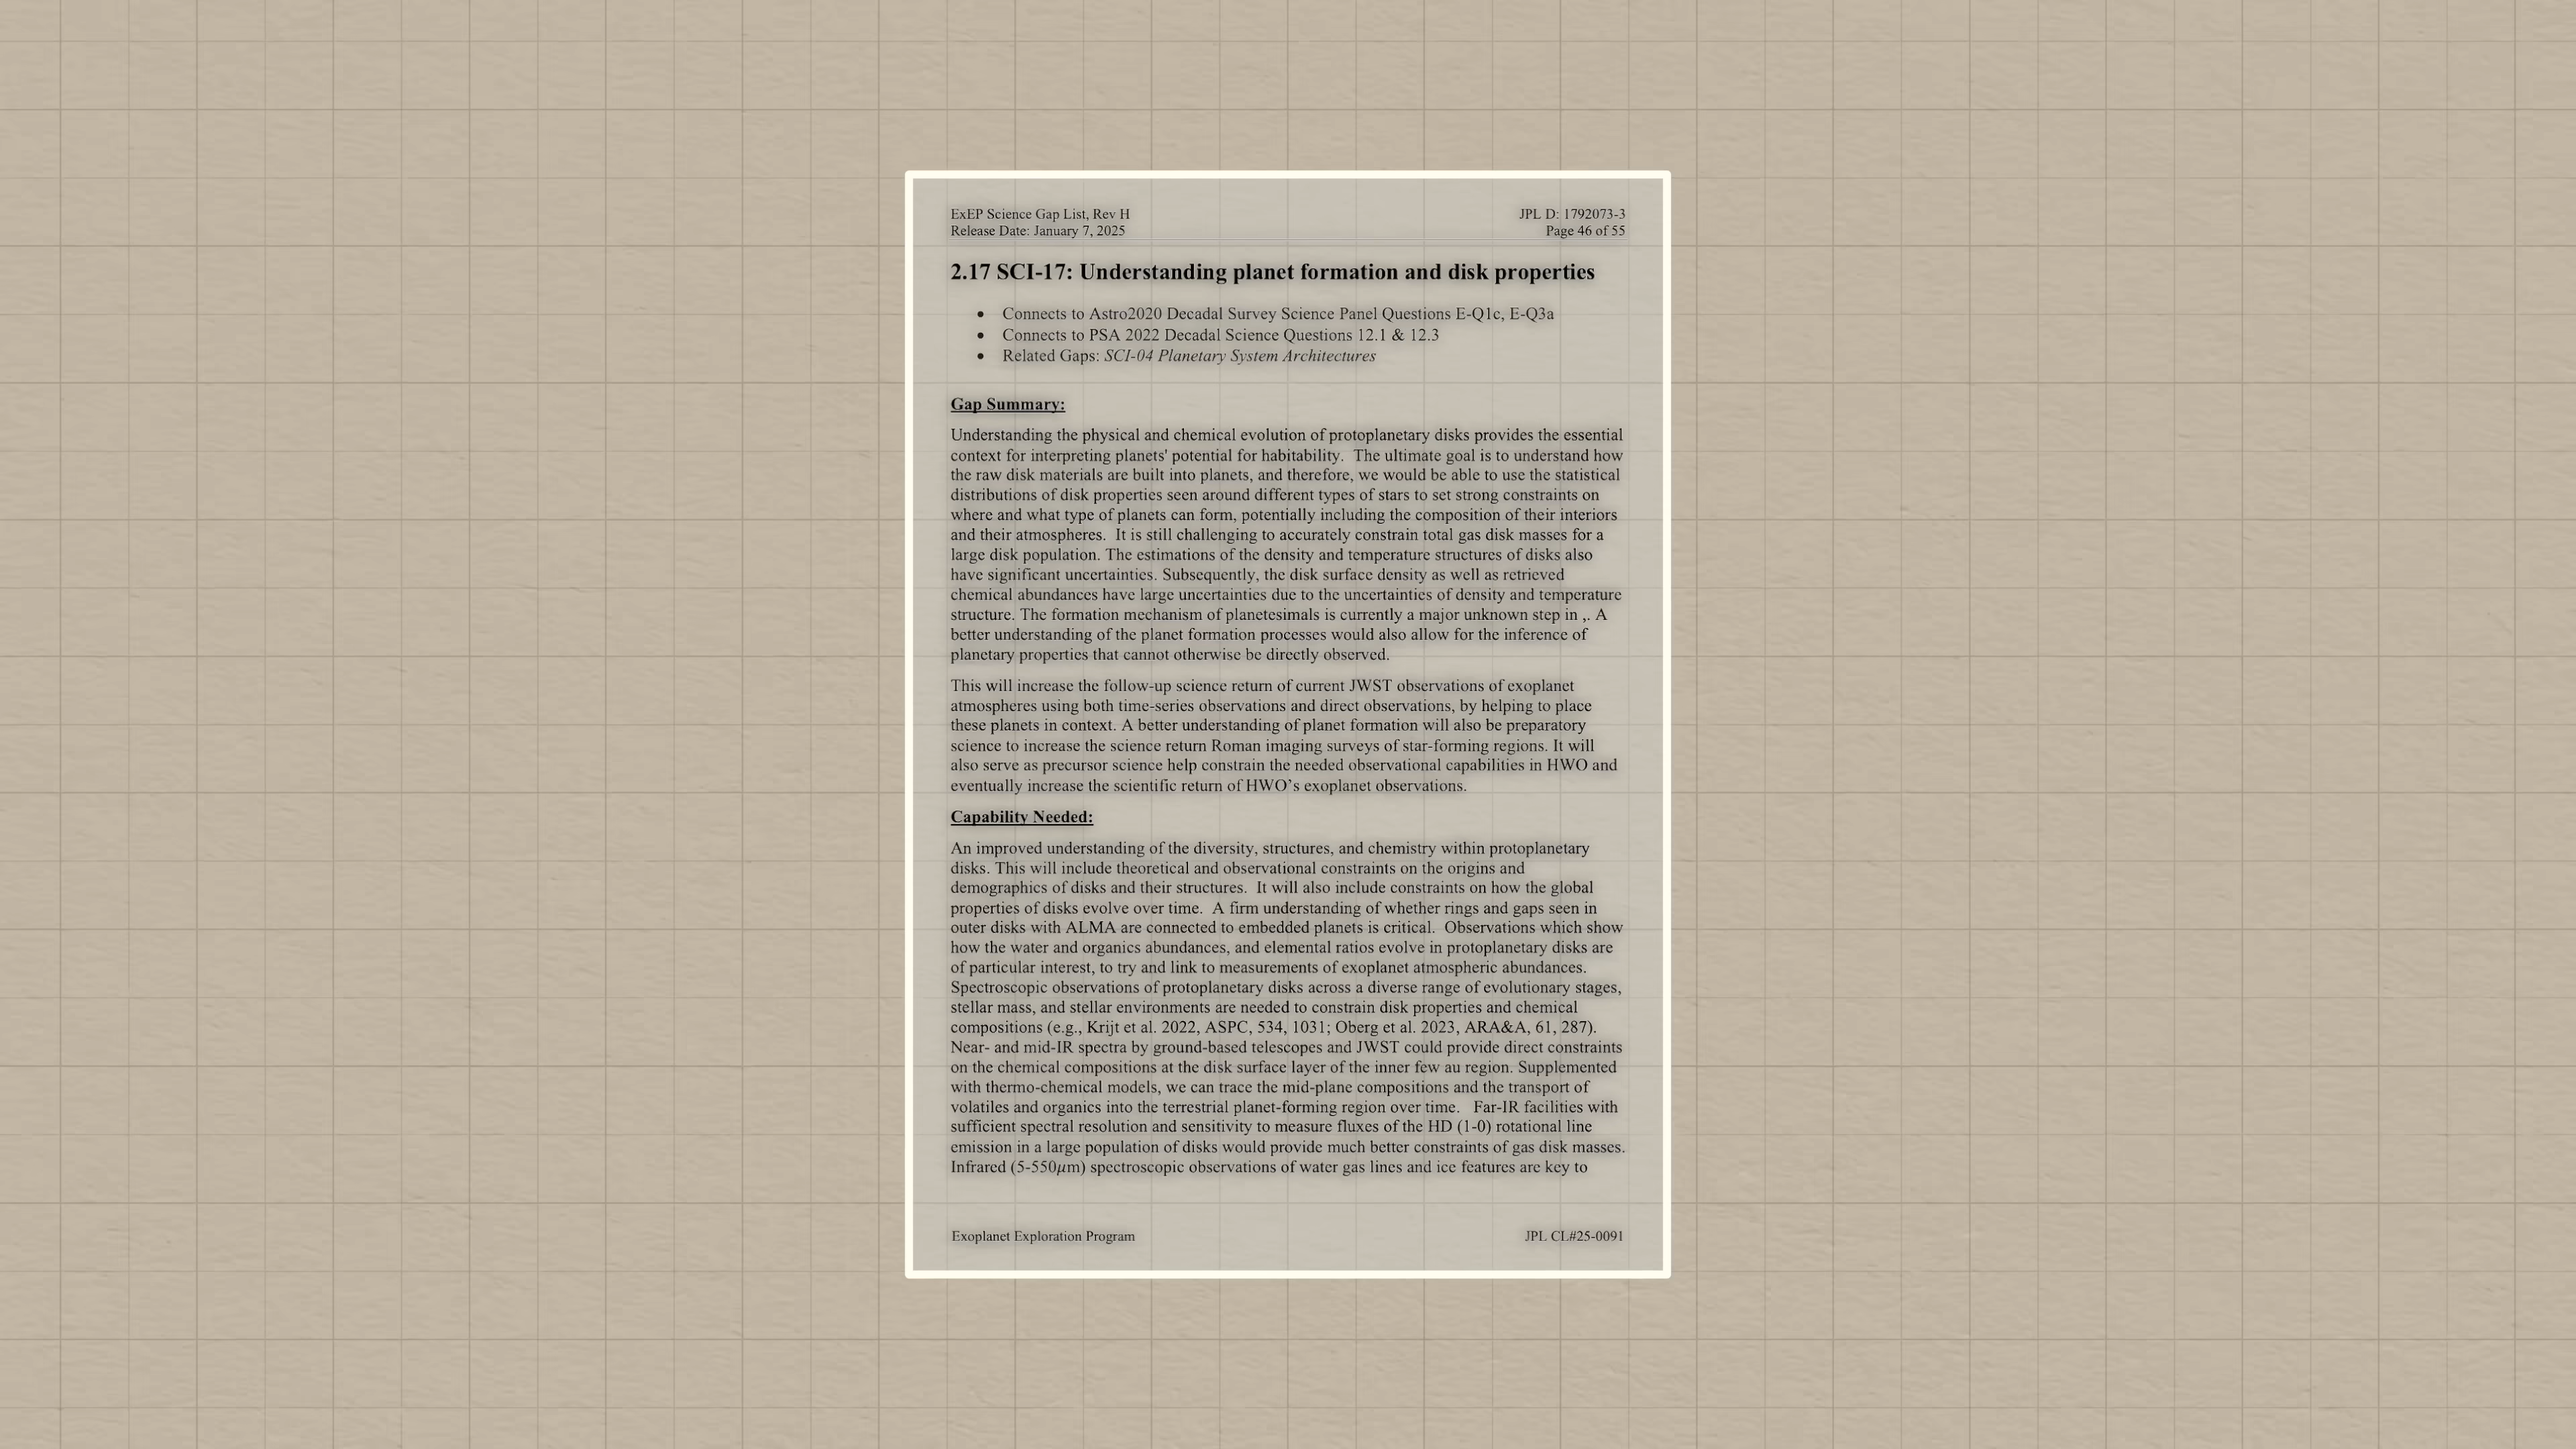 ExEP Science Gap List, Rev H
JPL D: 1792073-3
Release Date: January 7, 2025
Page 46 of 55
2.17 SCI-17: Understanding planet formation and disk properties
• Connects to Astro2020 Decadal Survey Science Panel Questions E-Q1c, E-Q3a
• Connects to PSA 2022 Decadal Science Questions 12.1 & 12.3
• Related Gaps: SCI-04 Planetary System Architectures
Gap Summary:
Understanding the physical and chemical evolution of protoplanetary disks provides the essential
context for interpreting planets' potential for habitability.  The ultimate goal is to understand how
the raw disk materials are built into planets, and therefore, we would be able to use the statistical
distributions of disk properties seen around different types of stars to set strong constraints on
where and what type of planets can form, potentially including the composition of their interiors
and their atmospheres.  It is still challenging to accurately constrain total gas disk masses for a
large disk population. The estimations of the density and temperature structures of disks also
have significant uncertainties. Subsequently, the disk surface density as well as retrieved
chemical abundances have large uncertainties due to the uncertainties of density and temperature
structure. The formation mechanism of planetesimals is currently a major unknown step in ,. A
better understanding of the planet formation processes would also allow for the inference of
planetary properties that cannot otherwise be directly observed.
This will increase the follow-up science return of current JWST observations of exoplanet
atmospheres using both time-series observations and direct observations, by helping to place
these planets in context. A better understanding of planet formation will also be preparatory
science to increase the science return Roman imaging surveys of star-forming regions. It will
also serve as precursor science help constrain the needed observational capabilities in HWO and
eventually increase the scientific return of HWO's exoplanet observations.
Capability Needed:
An improved understanding of the diversity, structures, and chemistry within protoplanetary
disks. This will include theoretical and observational constraints on the origins and
demographics of disks and their structures.  It will also include constraints on how the global
properties of disks evolve over time.  A firm understanding of whether rings and gaps seen in
outer disks with ALMA are connected to embedded planets is critical.  Observations which show
how the water and organics abundances, and elemental ratios evolve in protoplanetary disks are
of particular interest, to try and link to measurements of exoplanet atmospheric abundances.
Spectroscopic observations of protoplanetary disks across a diverse range of evolutionary stages,
stellar mass, and stellar environments are needed to constrain disk properties and chemical
compositions (e.g., Krijt et al. 2022, ASPC, 534, 1031; Oberg et al. 2023, ARA&A, 61, 287).
Near- and mid-IR spectra by ground-based telescopes and JWST could provide direct constraints
on the chemical compositions at the disk surface layer of the inner few au region. Supplemented
with thermo-chemical models, we can trace the mid-plane compositions and the transport of
volatiles and organics into the terrestrial planet-forming region over time.   Far-IR facilities with
sufficient spectral resolution and sensitivity to measure fluxes of the HD (1-0) rotational line
emission in a large population of disks would provide much better constraints of gas disk masses.
Infrared (5-550μm) spectroscopic observations of water gas lines and ice features are key to
Exoplanet Exploration Program
JPL CL#25-0091